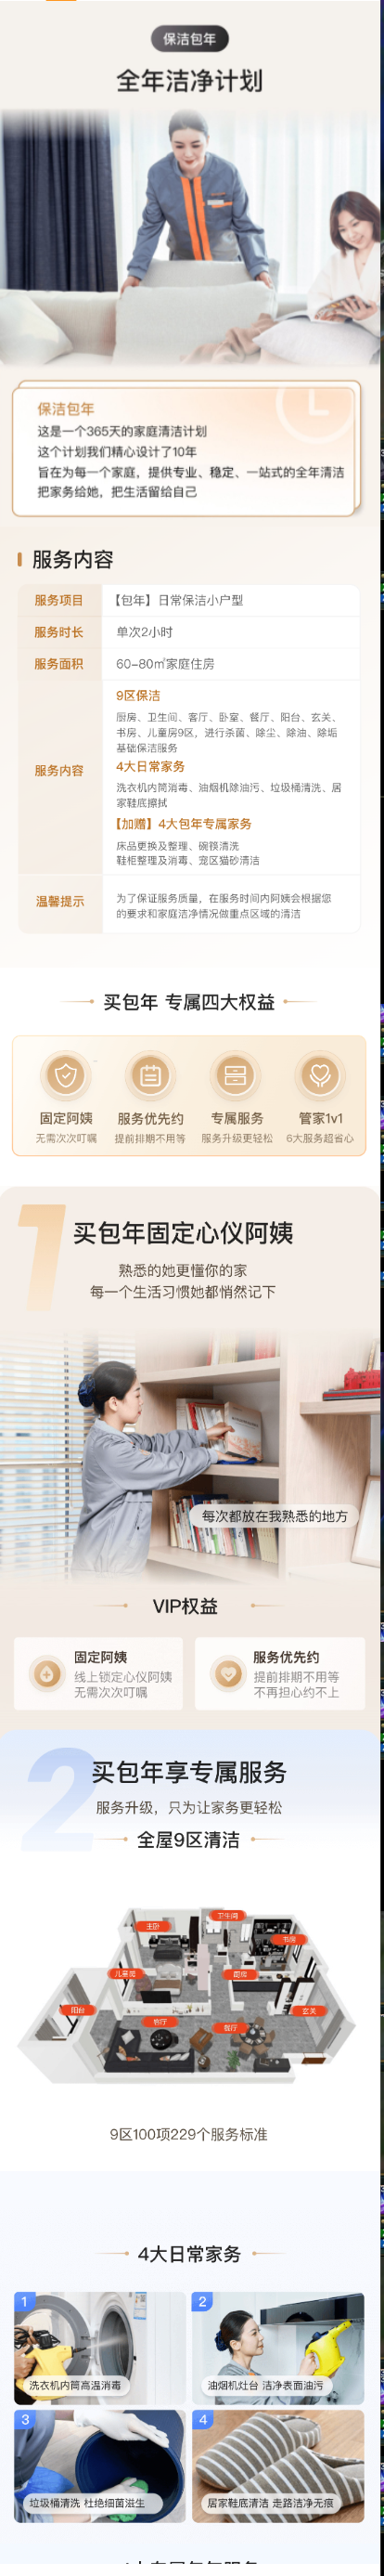 保洁包年
全年洁净计划
保洁包年
这是一个365天的家庭清洁计划
这个计划我们精心设计了10年
旨在为每一个家庭，提供专业、稳定、一站式的全年清洁
把家务给她，把生活留给自己
服务内容
服务项目 【包年】日常保洁小户型
服务时长 单次2小时
服务面积 60-80㎡家庭住房
服务内容
9区保洁
厨房、卫生间、客厅、卧室、餐厅、阳台、玄关、
书房、儿童房9区，进行杀菌、除尘、除油、除垢
基础保洁服务
4大日常家务
洗衣机内筒消毒、油烟机除油污、垃圾桶清洗、居
家鞋底擦拭
【加赠】4大包年专属家务
床品更换及整理、碗筷清洗
鞋柜整理及消毒、宠区猫砂清洁
温馨提示
为了保证服务质量，在服务时间内阿姨会根据您
的要求和家庭洁净情况做重点区域的清洁
买包年 专属四大权益
固定阿姨 服务优先约 专属服务 管家1v1
无需次次叮嘱 提前排期不用等 服务升级更轻松 6大服务超省心
1
买包年固定心仪阿姨
熟悉的她更懂你的家
每一个生活习惯她都悄然记下
每次都放在我熟悉的地方
VIP权益
固定阿姨
线上锁定心仪阿姨
无需次次叮嘱
服务优先约
提前排期不用等
不再担心约不上
2
买包年享专属服务
服务升级，只为让家务更轻松
全屋9区清洁
卫生间
主卧
书房
儿童房
厨房
阳台
玄关
客厅
餐厅
9区100项229个服务标准
4大日常家务
1
洗衣机内筒高温消毒
2
油烟机灶台 洁净表面油污
3
垃圾桶清洗 杜绝细菌滋生
4
居家鞋底清洁 走路洁净无痕